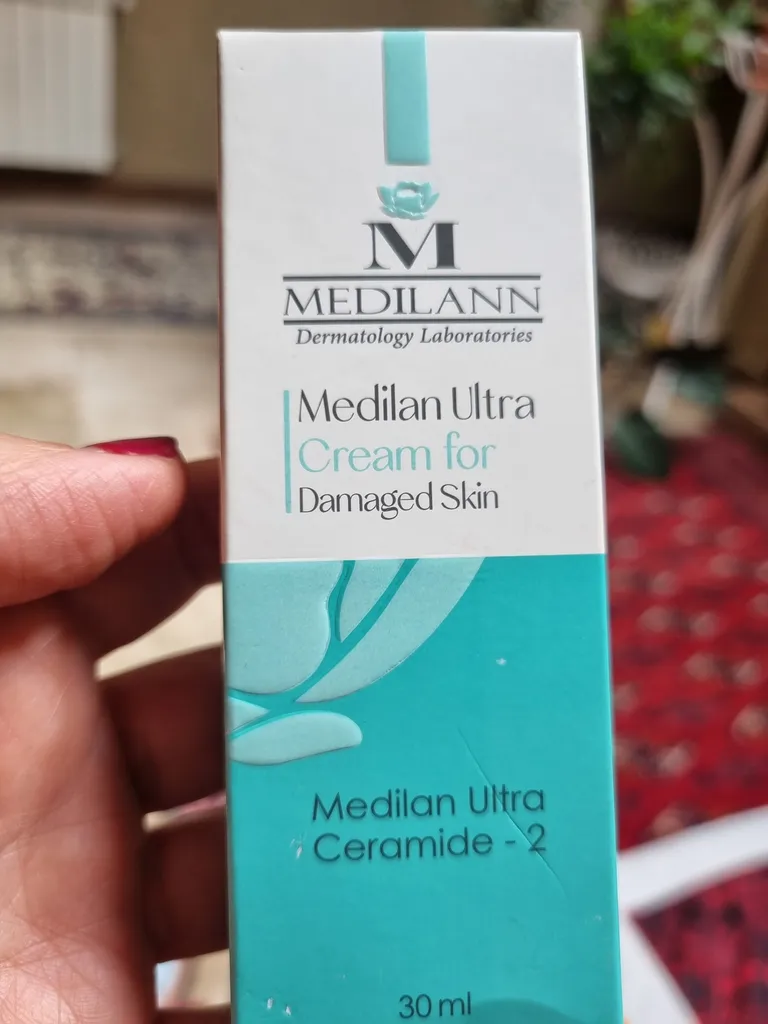 M
MEDILANN
Dermatology Laboratories
Medilan Ultra
Cream for
Damaged Skin
Medilan Ultra
Ceramide - 2
30 ml